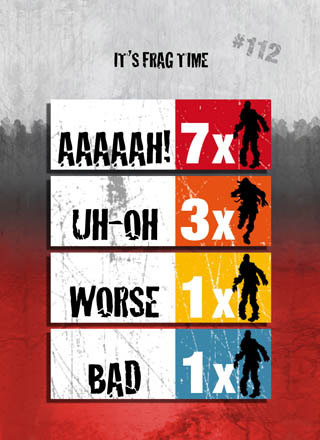 #112
IT'S FRAG TIME
AAAAAH! 7x
UH-OH 3x
WORSE 1x
BAD 1x